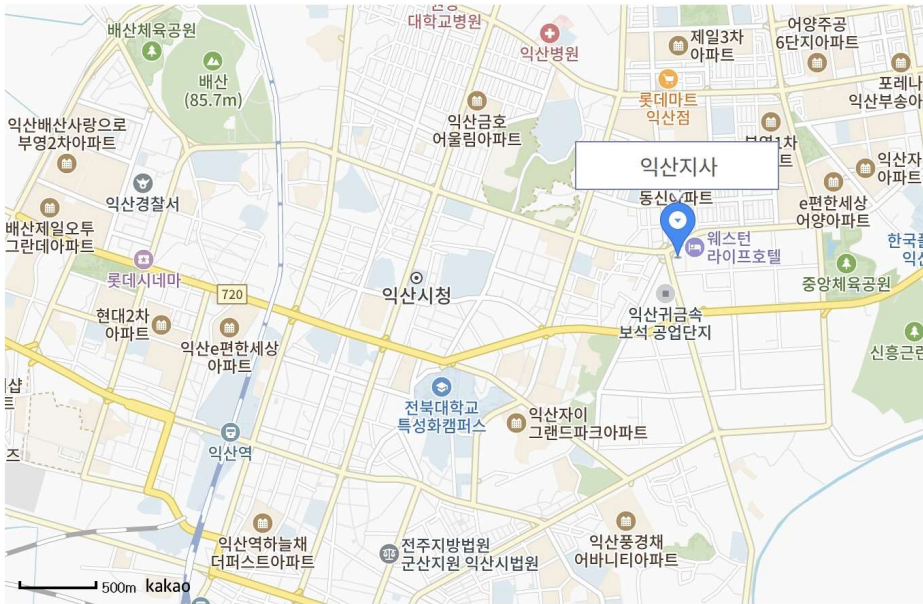 대학교병원
배산체육공원
배산
(85.7m)
익산병원
제일3차
아파트
어양주공
6단지아파트
롯데마트
익산점
포레나
익산부송아
익산배산사랑으로
부영2차아파트
익산금호
어울림아파트
익산지사
익산자
아파트
익산경찰서
e편한세상
어양아파트
배산제일오투
그란데아파트
웨스턴
라이프호텔
롯데시네마
중앙체육공원
익산시청
720
현대2차
아파트
익산e편한세상
아파트
익산귀금속
보석 공업단지
신흥근린
전북대학교
특성화캠퍼스
익산자이
그랜드파크아파트
익산역
익산역하늘채
더퍼스트아파트
전주지방법원
군산지원 익산시법원
익산풍경채
어바니티아파트
500m
kakao